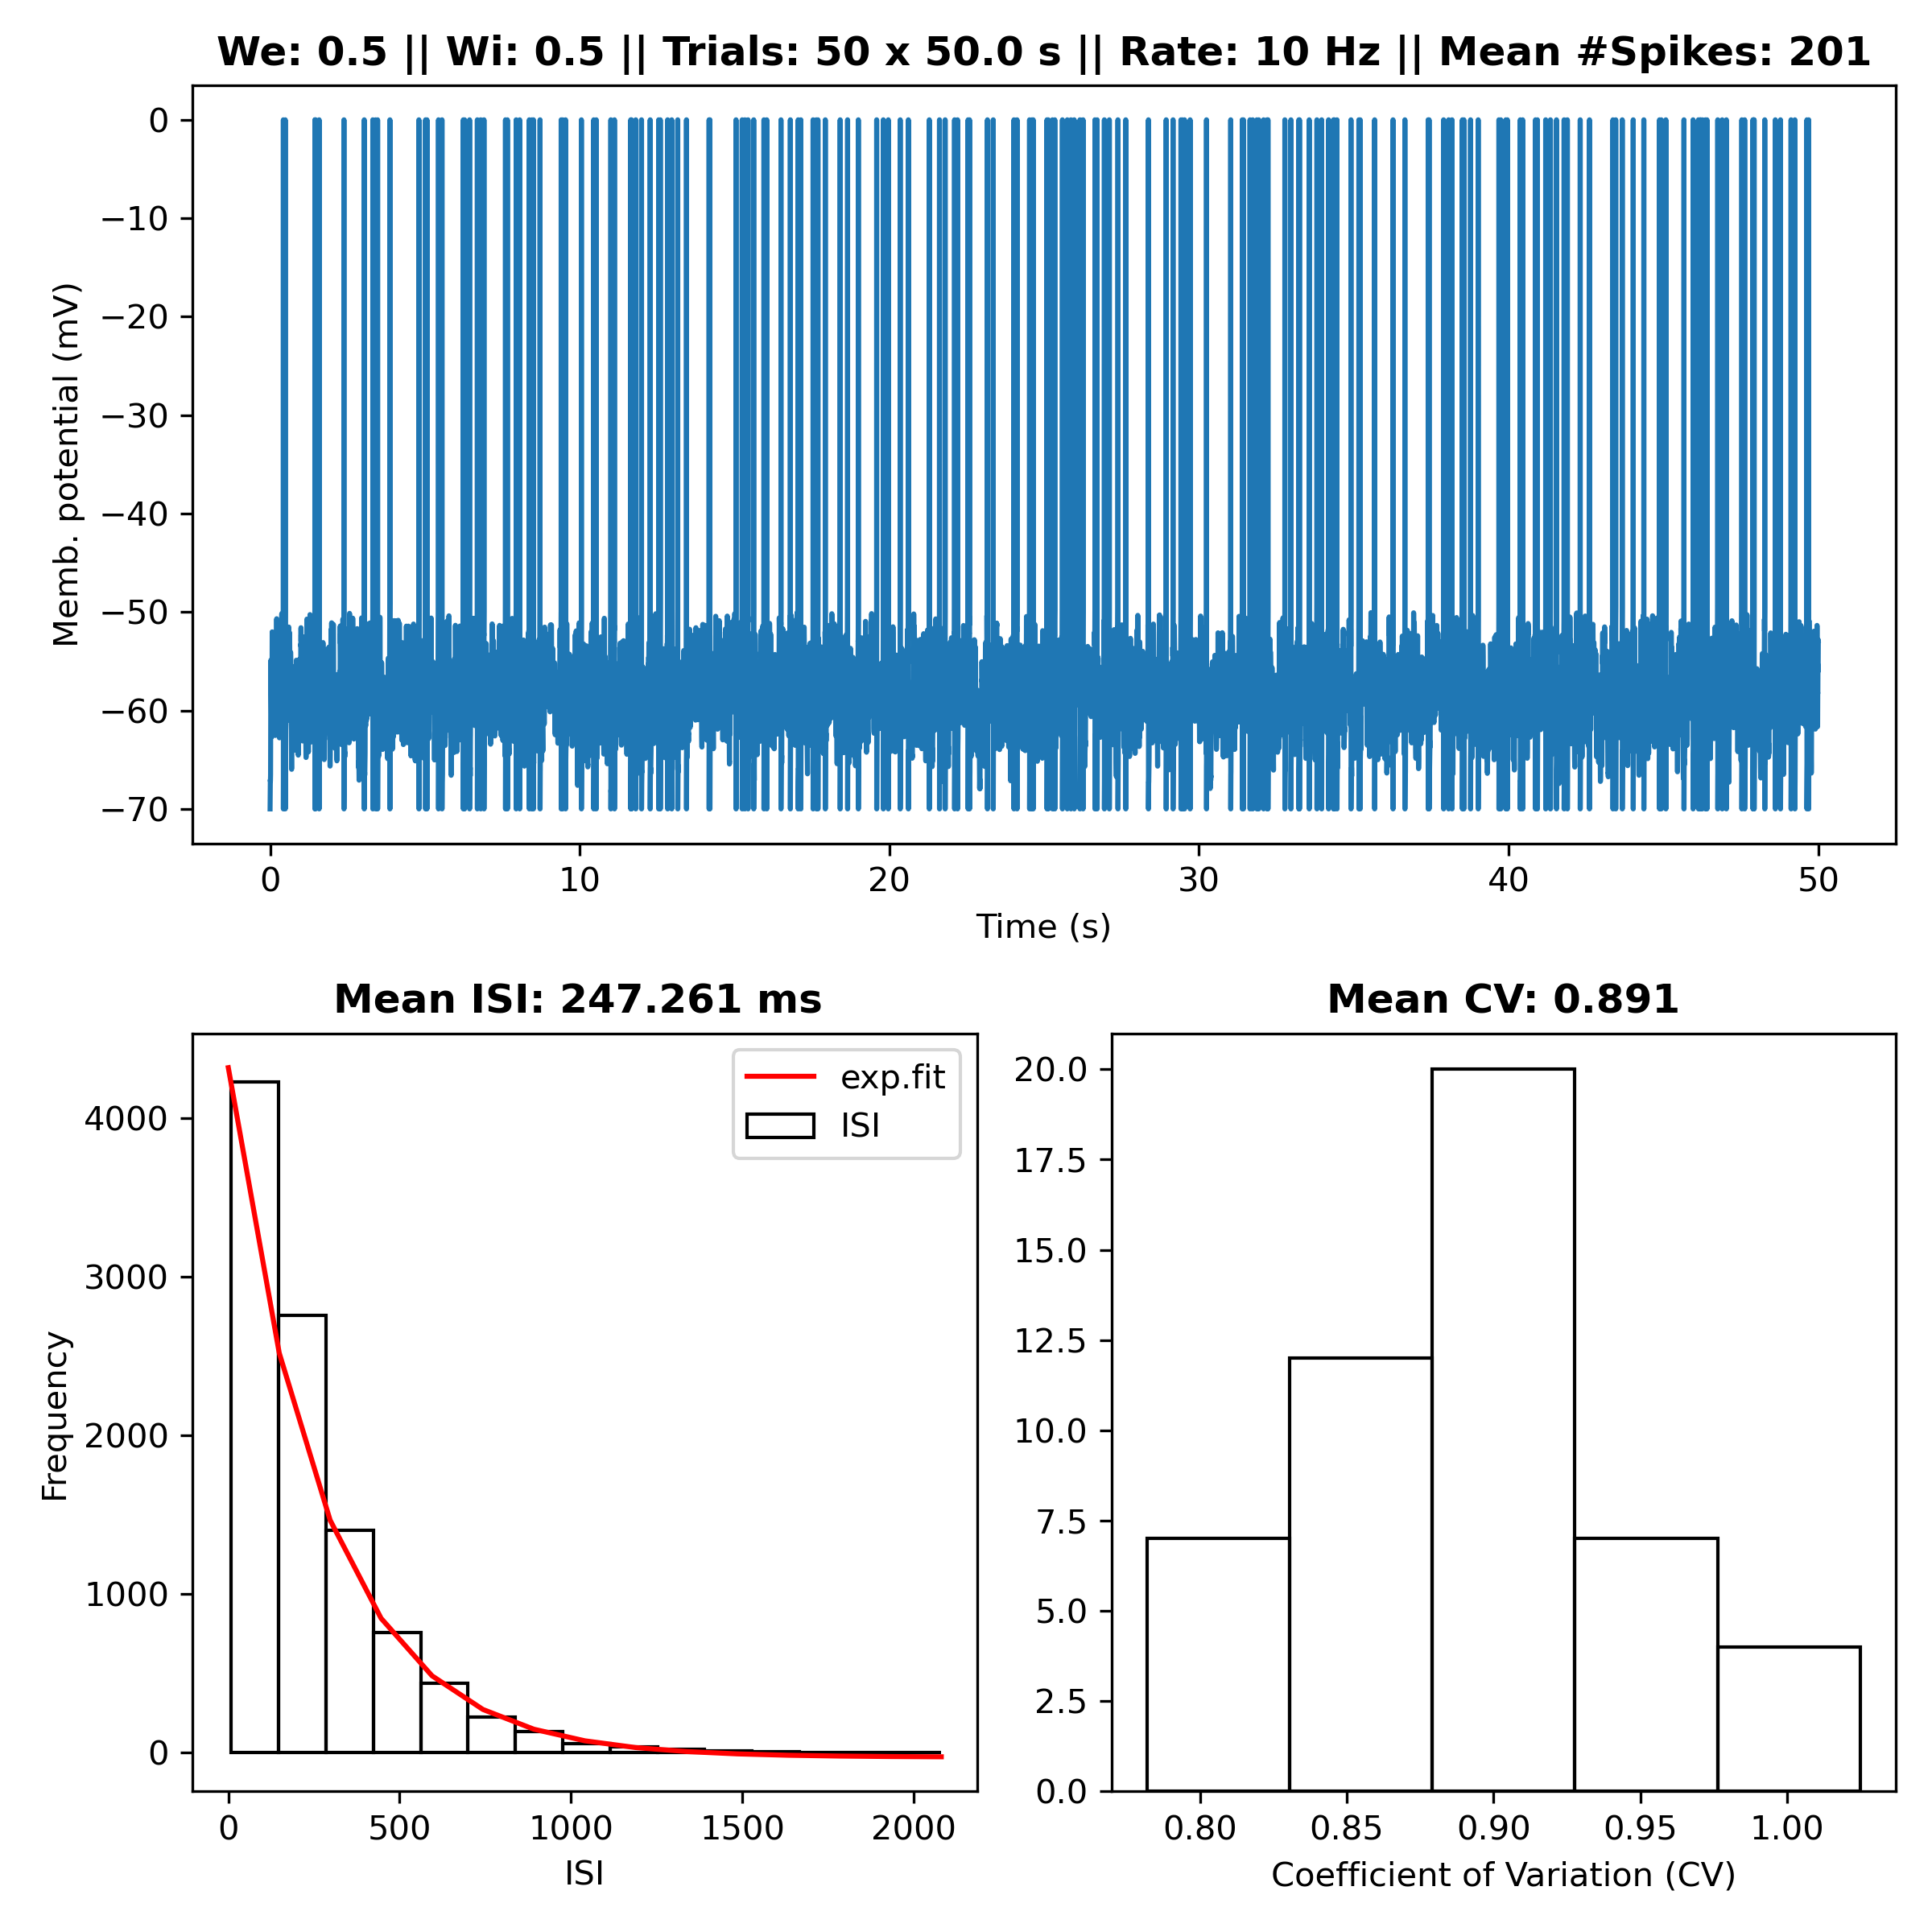 We: 0.5 || Wi: 0.5 || Trials: 50 x 50.0 s || Rate: 10 Hz || Mean #Spikes: 201
0
−10
−20
−30
−40
−50
−60
−70
Memb. potential (mV)
0 10 20 30 40 50
Time (s)
Mean ISI: 247.261 ms
exp.fit
ISI
4000
3000
2000
1000
0
Frequency
0 500 1000 1500 2000
ISI
Mean CV: 0.891
20.0
17.5
15.0
12.5
10.0
7.5
5.0
2.5
0.0
0.80 0.85 0.90 0.95 1.00
Coefficient of Variation (CV)